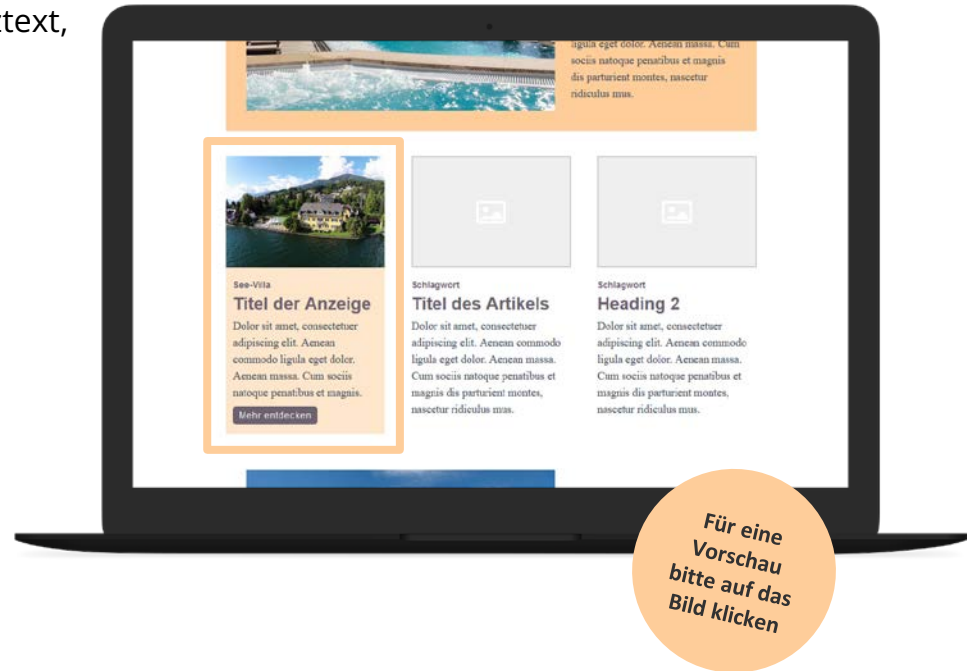 ztext,
ligula eget dolor. Aenean massa. Cum
sociis natoque penatibus et magnis
dis parturient montes, nascetur
ridiculus mus.
See-Villa
Titel der Anzeige
Dolor sit amet, consectetuer
adipiscing elit. Aenean
commodo ligula eget dolor.
Aenean massa. Cum sociis
natoque penatibus et magnis.
Mehr entdecken
Schlagwort
Titel des Artikels
Dolor sit amet, consectetuer
adipiscing elit. Aenean commodo
ligula eget dolor. Aenean massa.
Cum sociis natoque penatibus et
magnis dis parturient montes,
nascetur ridiculus mus.
Schlagwort
Heading 2
Dolor sit amet, consectetuer
adipiscing elit. Aenean commodo
ligula eget dolor. Aenean massa.
Cum sociis natoque penatibus et
magnis dis parturient montes,
nascetur ridiculus mus.
Für eine
Vorschau
bitte auf das
Bild klicken